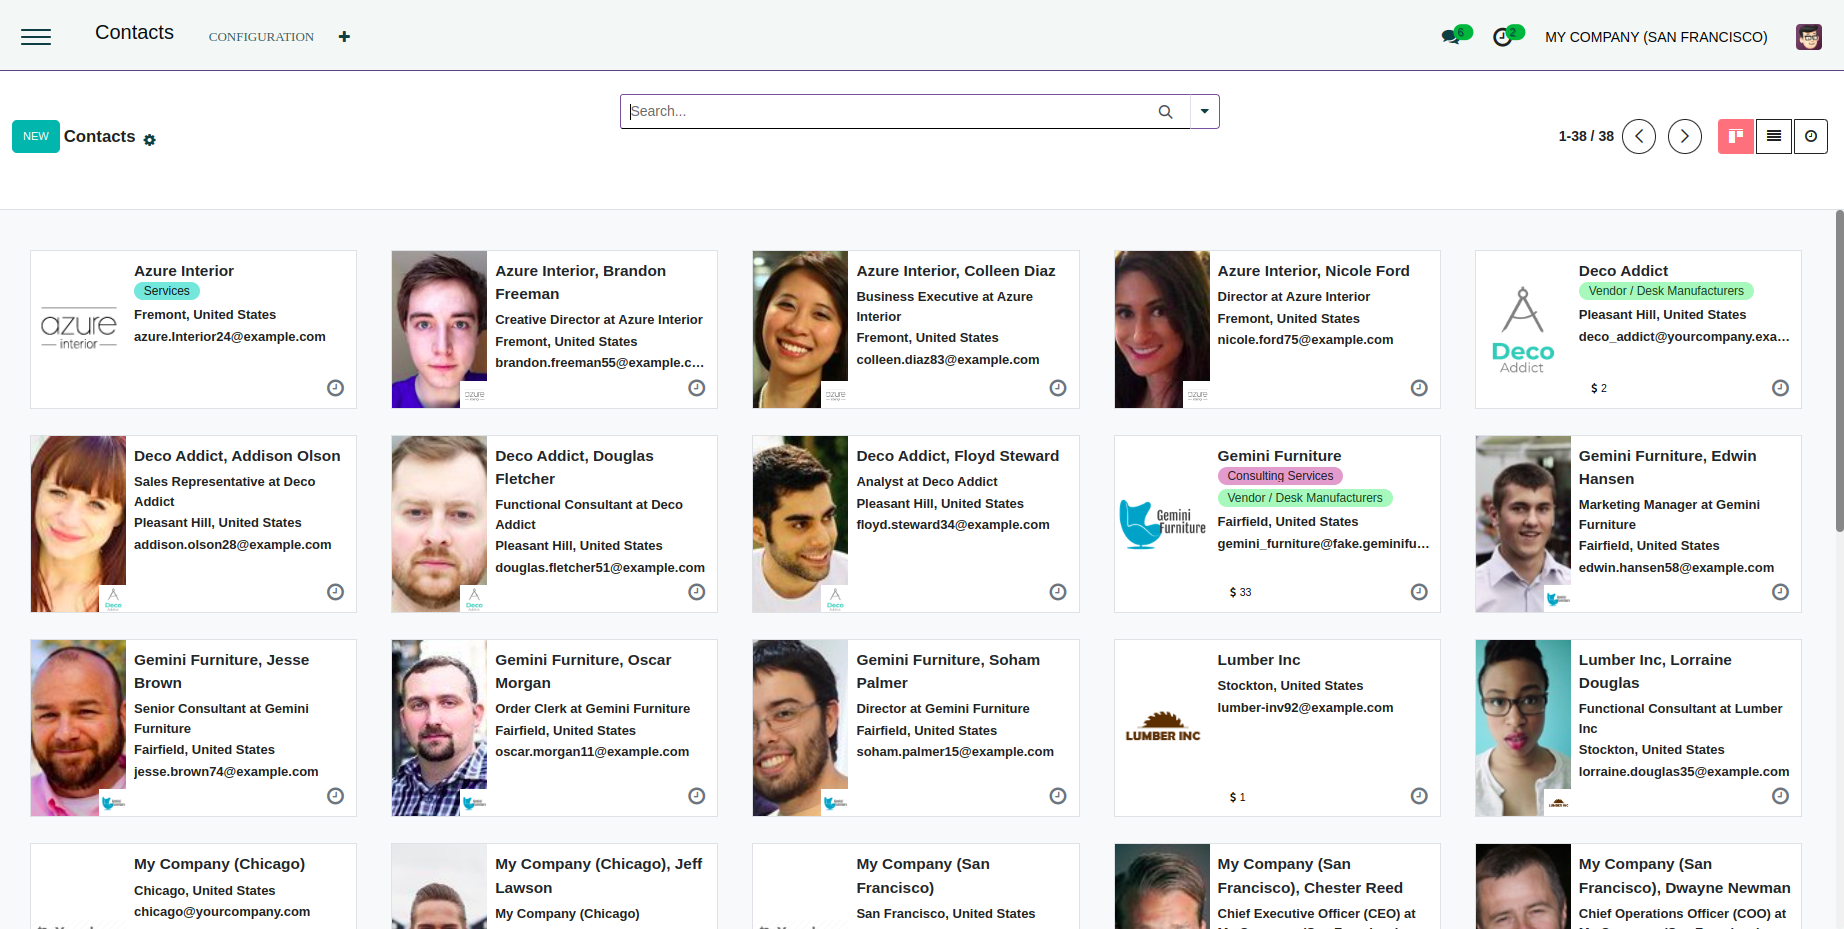 Contacts
CONFIGURATION
6
2
MY COMPANY (SAN FRANCISCO)
Search...
NEW
Contacts
1-38 / 38
azure
interior
Azure Interior
Services
Fremont, United States
azure.Interior24@example.com
Azure Interior, Brandon
Freeman
Creative Director at Azure Interior
Fremont, United States
brandon.freeman55@example.c...
azure
Azure Interior, Colleen Diaz
Business Executive at Azure
Interior
Fremont, United States
colleen.diaz83@example.com
azure
Azure Interior, Nicole Ford
Director at Azure Interior
Fremont, United States
nicole.ford75@example.com
azure
Deco
Addict
Deco Addict
Vendor / Desk Manufacturers
Pleasant Hill, United States
deco_addict@yourcompany.exa...
$ 2
Deco Addict, Addison Olson
Sales Representative at Deco
Addict
Pleasant Hill, United States
addison.olson28@example.com
Deco
Deco Addict, Douglas
Fletcher
Functional Consultant at Deco
Addict
Pleasant Hill, United States
douglas.fletcher51@example.com
Deco
Deco Addict, Floyd Steward
Analyst at Deco Addict
Pleasant Hill, United States
floyd.steward34@example.com
Deco
Gemini
Furniture
Gemini Furniture
Consulting Services
Vendor / Desk Manufacturers
Fairfield, United States
gemini_furniture@fake.geminifu...
$ 33
Gemini Furniture, Edwin
Hansen
Marketing Manager at Gemini
Furniture
Fairfield, United States
edwin.hansen58@example.com
Gemini Furniture, Jesse
Brown
Senior Consultant at Gemini
Furniture
Fairfield, United States
jesse.brown74@example.com
Gemini Furniture, Oscar
Morgan
Order Clerk at Gemini Furniture
Fairfield, United States
oscar.morgan11@example.com
Gemini Furniture, Soham
Palmer
Director at Gemini Furniture
Fairfield, United States
soham.palmer15@example.com
LUMBER INC
Lumber Inc
Stockton, United States
lumber-inv92@example.com
$ 1
Lumber Inc, Lorraine
Douglas
Functional Consultant at Lumber
Inc
Stockton, United States
lorraine.douglas35@example.com
LUMBER INC
My Company (Chicago)
Chicago, United States
chicago@yourcompany.com
My Company (Chicago), Jeff
Lawson
My Company (Chicago)
My Company (San
Francisco)
San Francisco, United States
My Company (San
Francisco), Chester Reed
Chief Executive Officer (CEO) at
My Company (San
Francisco), Dwayne Newman
Chief Operations Officer (COO) at